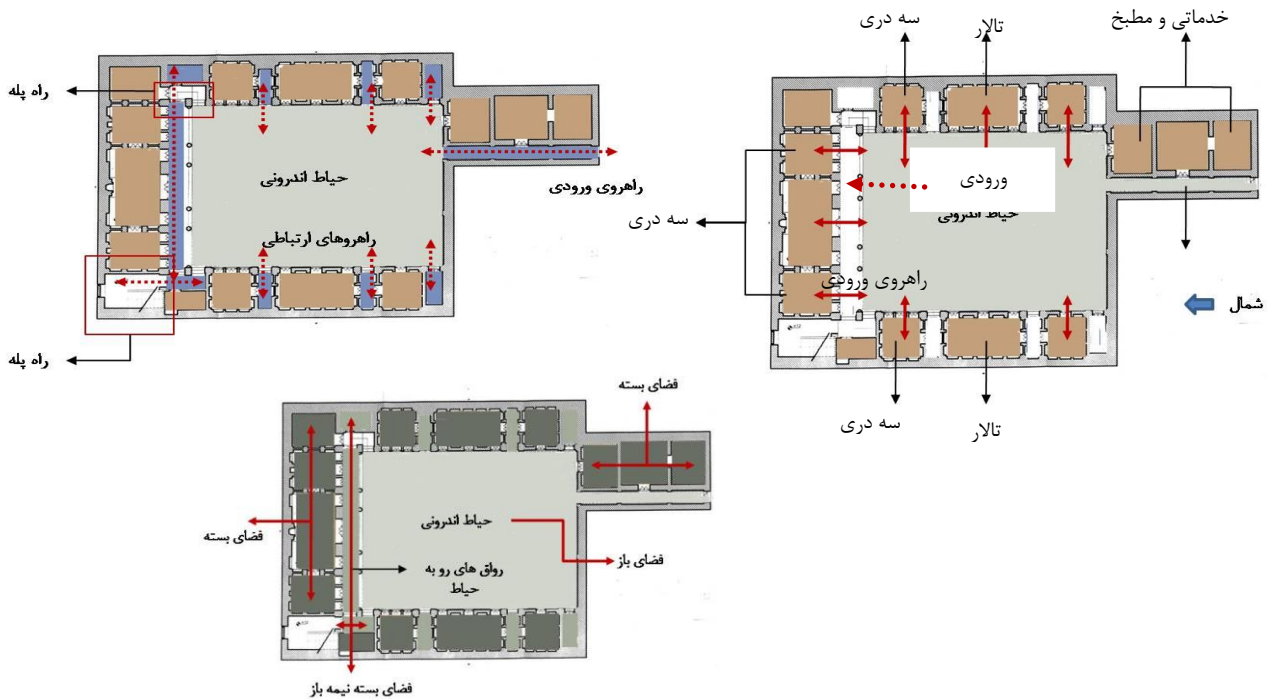 راه پله
حیاط اندرونی
راهروی ورودی
راهروهای ارتباطی
راه پله
سه دری
تالار
خدماتی و مطبخ
ورودی
حیاط اندرونی
سه دری
راهروی ورودی
شمال
سه دری
تالار
فضای بسته
حیاط اندرونی
فضای بسته
فضای باز
رواق های رو به
حیاط
فضای بسته نیمه باز